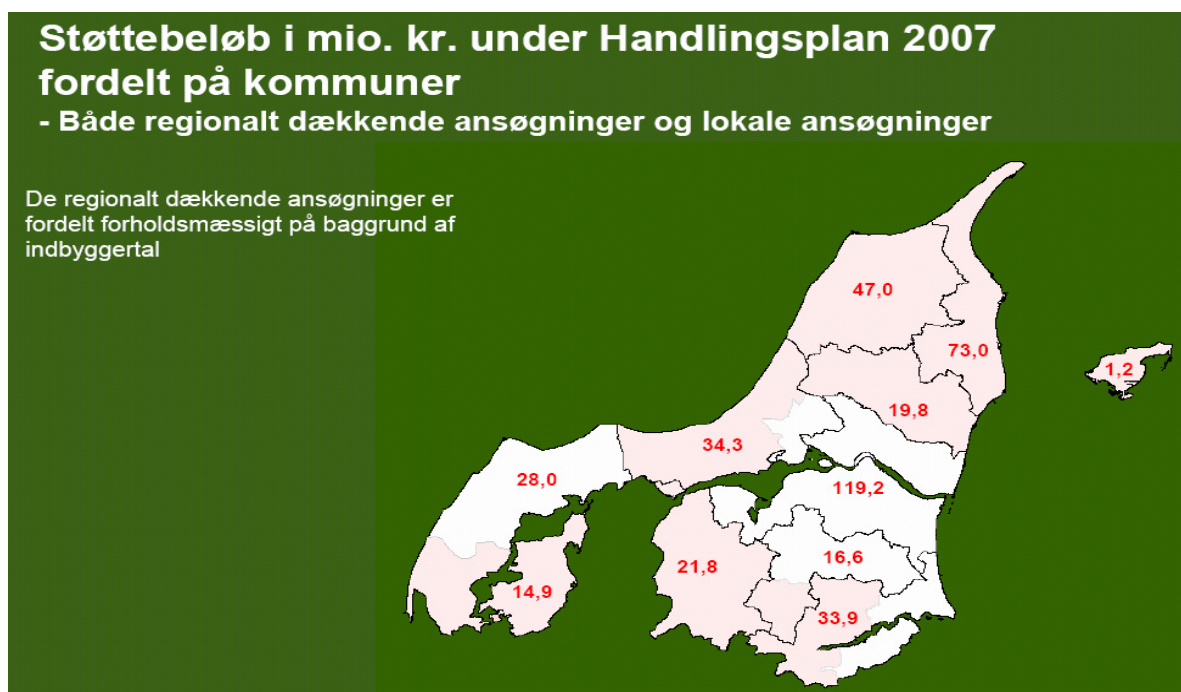 Støttebeløb i mio. kr. under Handlingsplan 2007
fordelt på kommuner
- Både regionalt dækkende ansøgninger og lokale ansøgninger
De regionalt dækkende ansøgninger er
fordelt forholdsmæssigt på baggrund af
indbyggertal
47,0
73,0
1,2
19,8
34,3
28,0
119,2
16,6
21,8
14,9
33,9